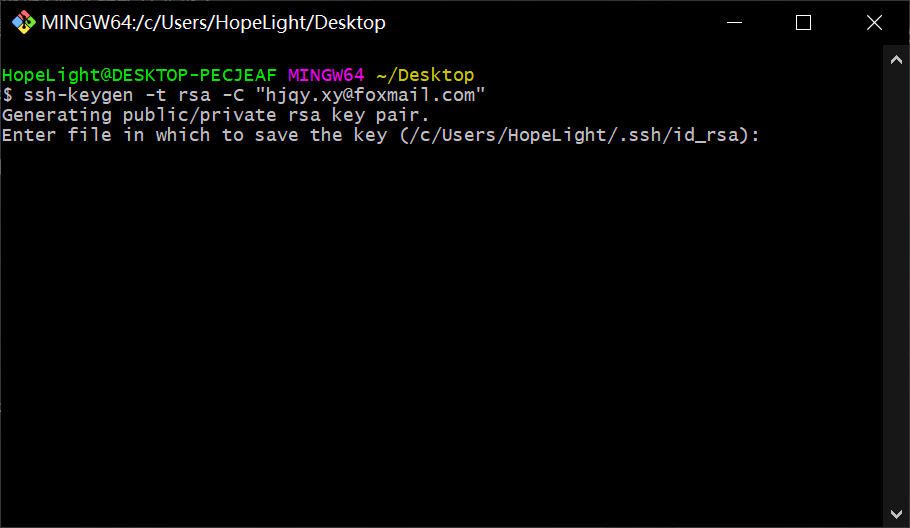 MINGW64:/c/Users/HopeLight/Desktop
HopeLight@DESKTOP-PECJEAF MINGW64 ~/Desktop
$ ssh-keygen -t rsa -C "hjqy.xy@foxmail.com"
Generating public/private rsa key pair.
Enter file in which to save the key (/c/Users/HopeLight/.ssh/id_rsa):